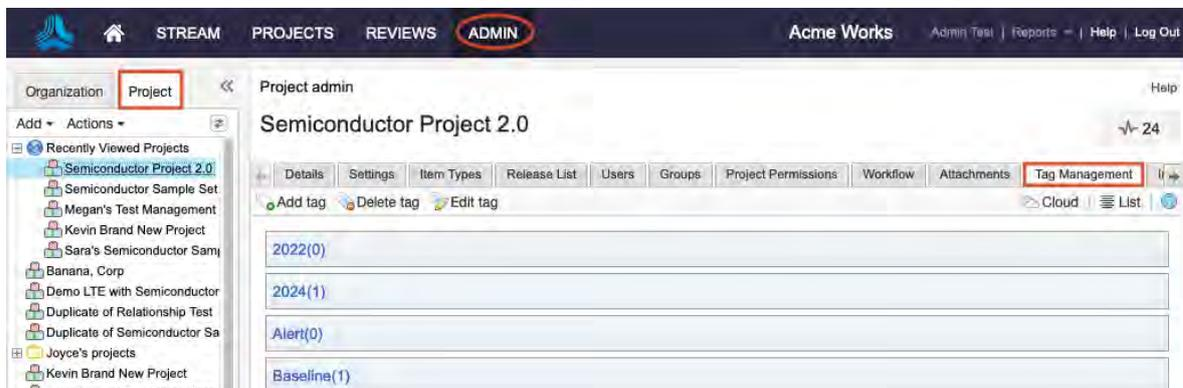 STREAM PROJECTS REVIEWS ADMIN Acme Works Admin Test | Reports | Help | Log Out
Organization Project
Project admin Help
Add Actions
Semiconductor Project 2.0 24
Recently Viewed Projects
Semiconductor Project 2.0
Semiconductor Sample Set
Megan's Test Management
Kevin Brand New Project
Sara's Semiconductor Sam
Banana, Corp
Demo LTE with Semiconductor
Duplicate of Relationship Test
Duplicate of Semiconductor Sa
Joyce's projects
Kevin Brand New Project
Details Settings Item Types Release List Users Groups Project Permissions Workflow Attachments Tag Management
Add tag Delete tag Edit tag Cloud | List
2022(0)
2024(1)
Alert(0)
Baseline(1)